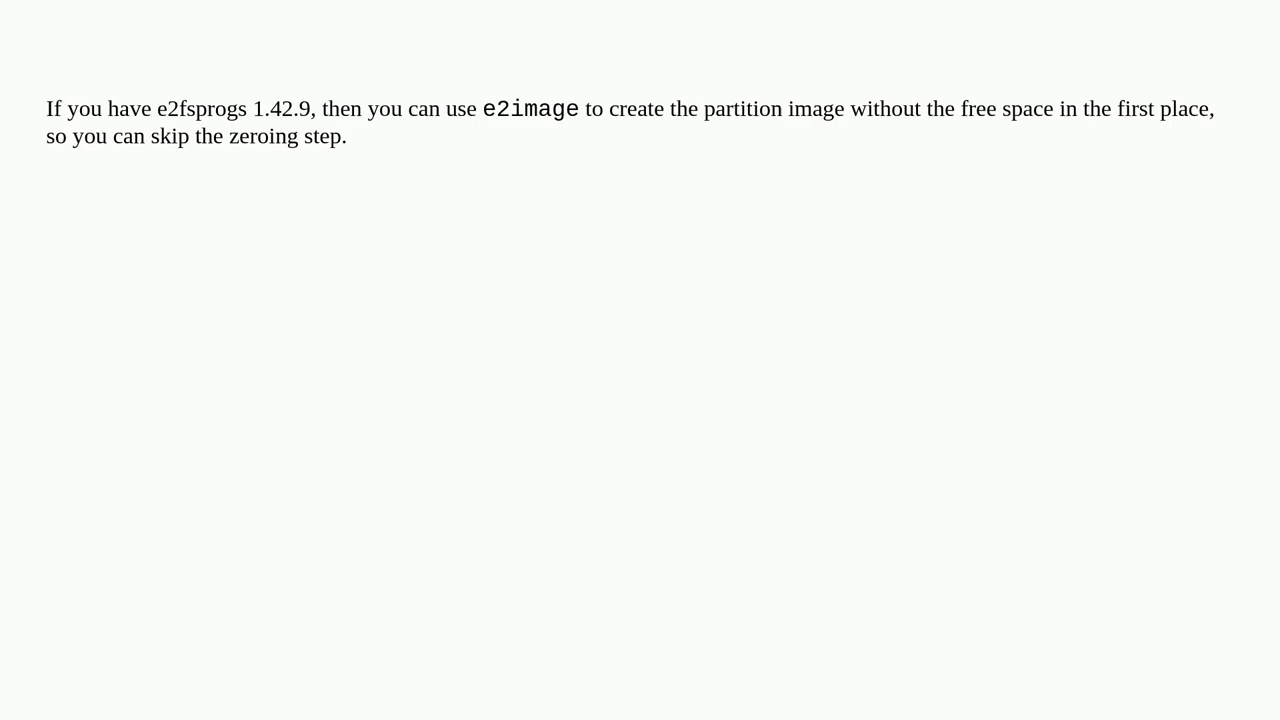 If you have e2fsprogs 1.42.9, then you can use e2image to create the partition image without the free space in the first place,
so you can skip the zeroing step.